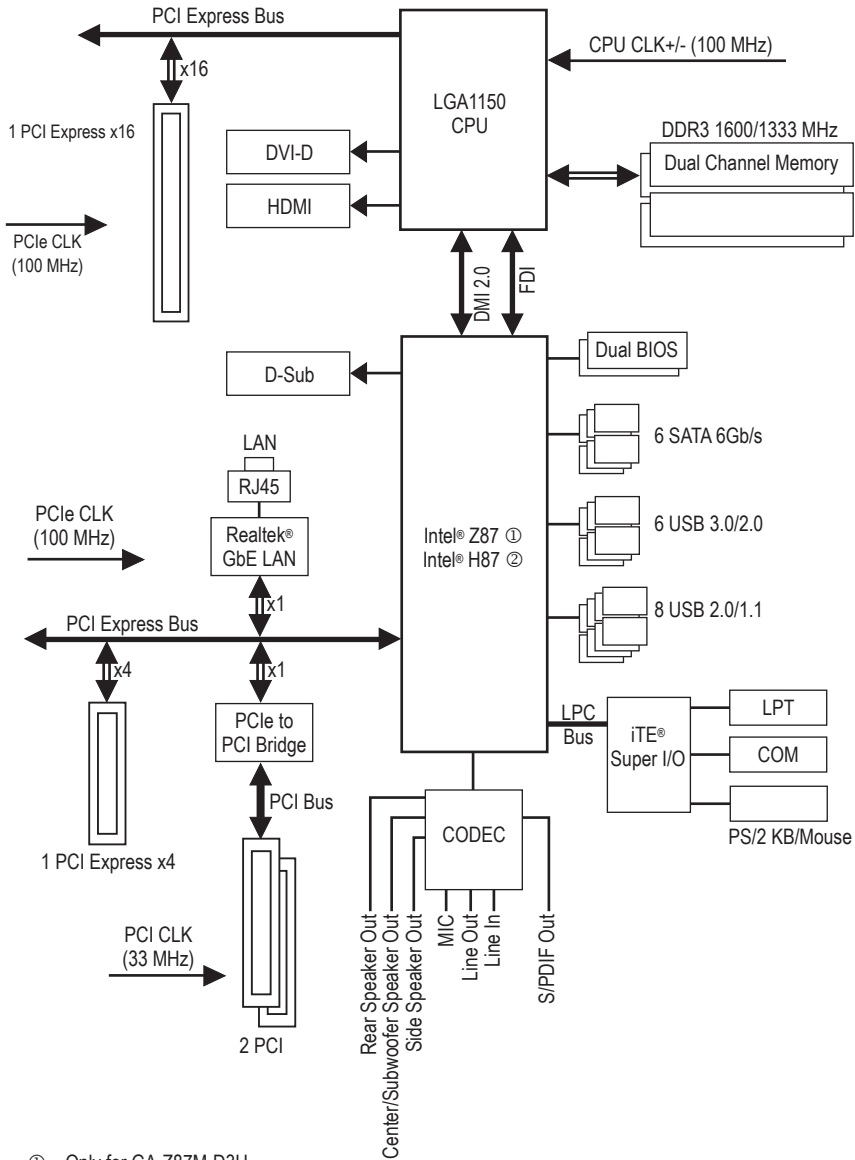 PCI Express Bus
x16
1 PCI Express x16
PCIe CLK
(100 MHz)
LGA1150
CPU
CPU CLK+/- (100 MHz)
DDR3 1600/1333 MHz
Dual Channel Memory
DVI-D
HDMI
DMI 2.0
FDI
D-Sub
Dual BIOS
6 SATA 6Gb/s
6 USB 3.0/2.0
8 USB 2.0/1.1
Intel® Z87 ①
Intel® H87 ②
LAN
RJ45
Realtek®
GbE LAN
PCIe CLK
(100 MHz)
x1
PCI Express Bus
x4
x1
PCIe to
PCI Bridge
PCI Bus
1 PCI Express x4
PCI CLK
(33 MHz)
2 PCI
LPC
Bus
iTE®
Super I/O
LPT
COM
PS/2 KB/Mouse
CODEC
Rear Speaker Out
Center/Subwoofer Speaker Out
Side Speaker Out
MIC
Line Out
Line In
S/PDIF Out